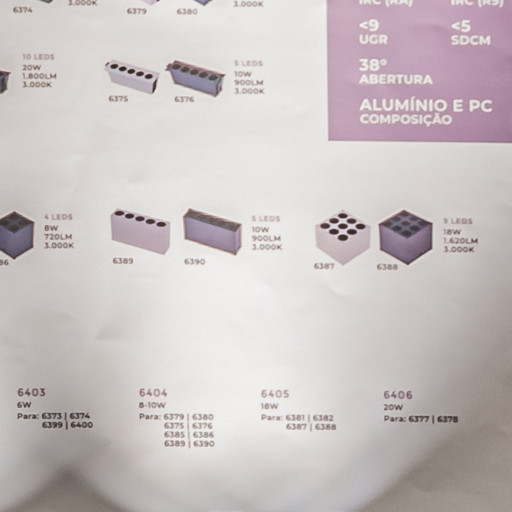 6374
3.000K
6379
6380
3.000K
IRC (RA)
IRC (R9)
<9
UGR
<5
SDCM
38°
ABERTURA
ALUMÍNIO E PC
COMPOSIÇÃO
10 LEDS
20W
1.800LM
3.000K
6375
6376
5 LEDS
10W
900LM
3.000K
4 LEDS
8W
720LM
3.000K
86
6389
6390
5 LEDS
10W
900LM
3.000K
6387
6388
9 LEDS
18W
1.620LM
3.000K
6403
6W
Para: 6373 | 6374
6399 | 6400
6404
8-10W
Para: 6379 | 6380
6375 | 6376
6385 | 6386
6389 | 6390
6405
18W
Para: 6381 | 6382
6387 | 6388
6406
20W
Para: 6377 | 6378